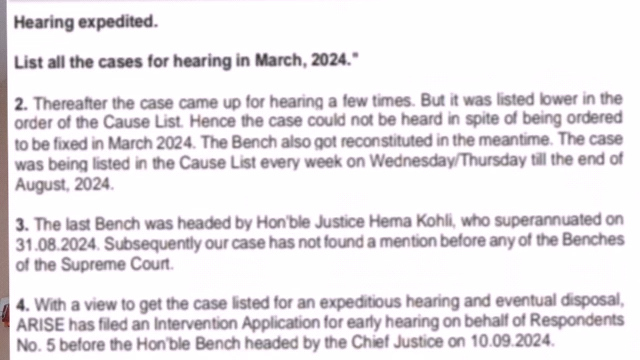 Hearing expedited.
List all the cases for hearing in March, 2024."
2. Thereafter the case came up for hearing a few times. But it was listed lower in the
order of the Cause List. Hence the case could not be heard in spite of being ordered
to be fixed in March 2024. The Bench also got reconstituted in the meantime. The case
was being listed in the Cause List every week on Wednesday/Thursday till the end of
August, 2024.
3. The last Bench was headed by Hon'ble Justice Hema Kohli, who superannuated on
31.08.2024. Subsequently our case has not found a mention before any of the Benches
of the Supreme Court.
4. With a view to get the case listed for an expeditious hearing and eventual disposal,
ARISE has filed an Intervention Application for early hearing on behalf of Respondents
No. 5 before the Hon'ble Bench headed by the Chief Justice on 10.09.2024.